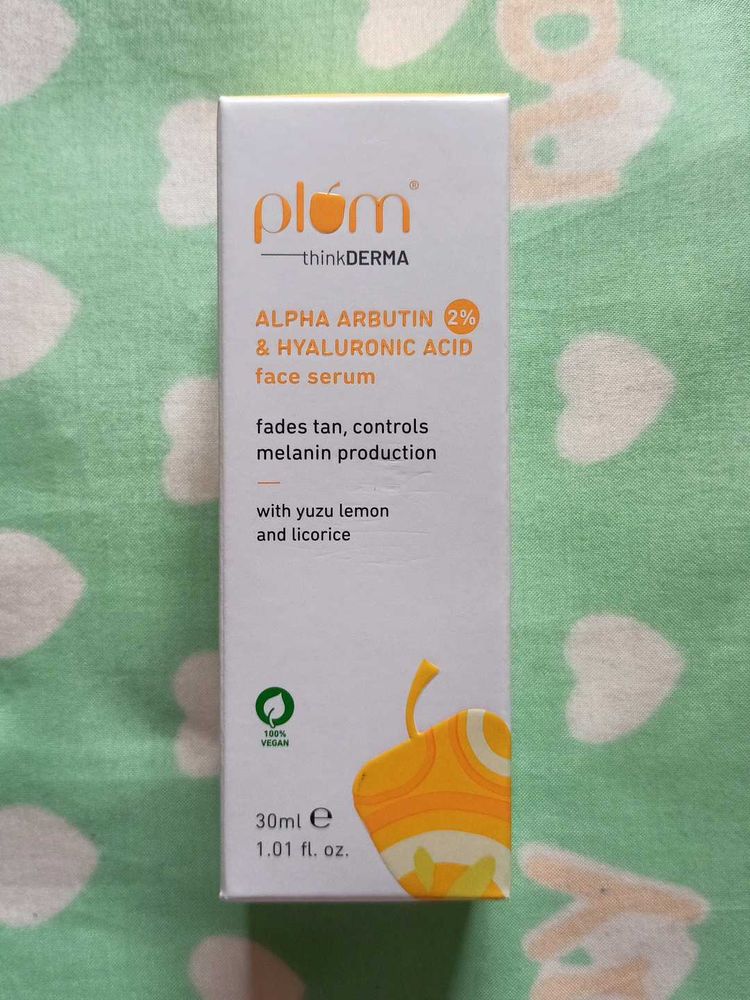 plum®
thinkDERMA
ALPHA ARBUTIN 2%
& HYALURONIC ACID
face serum
fades tan, controls
melanin production
with yuzu lemon
and licorice
100%
VEGAN
30ml e
1.01 fl. oz.